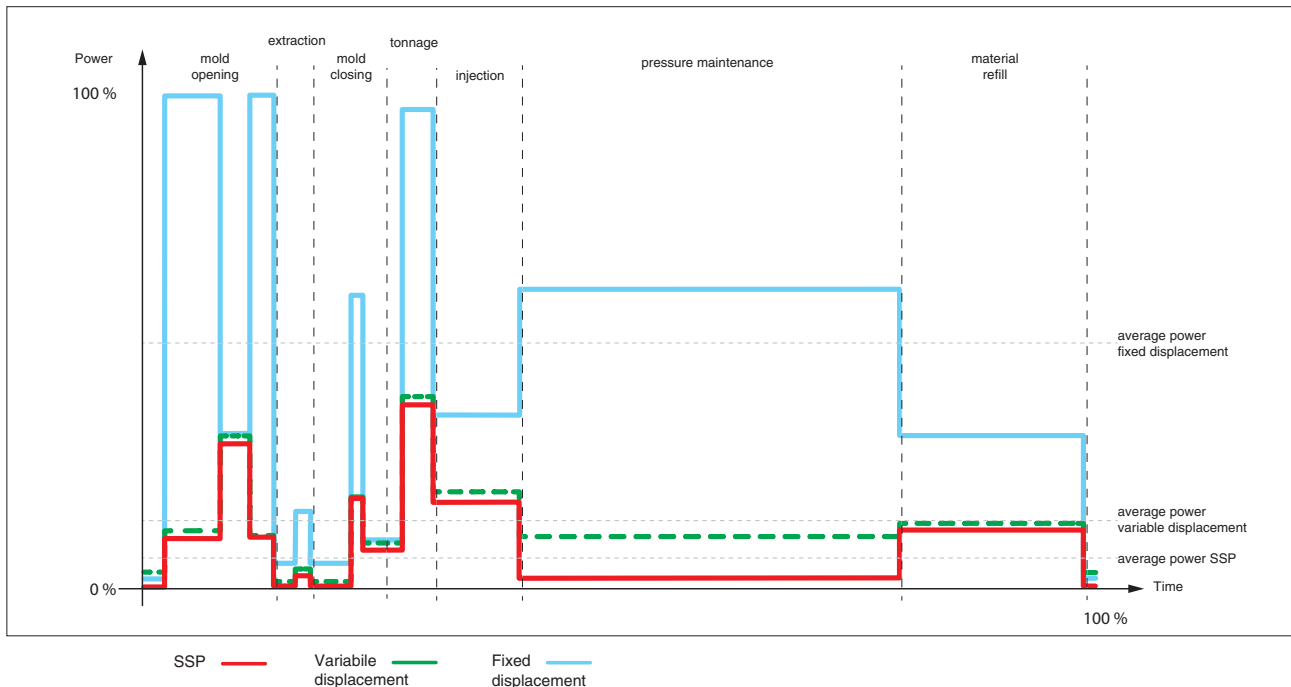 Power
100 %
mold
opening
extraction
mold
closing
tonnage
injection
pressure maintenance
material
refill
average power
fixed displacement
average power
variable displacement
average power SSP
0 %
Time
100 %
SSP
Variabile
displacement
Fixed
displacement